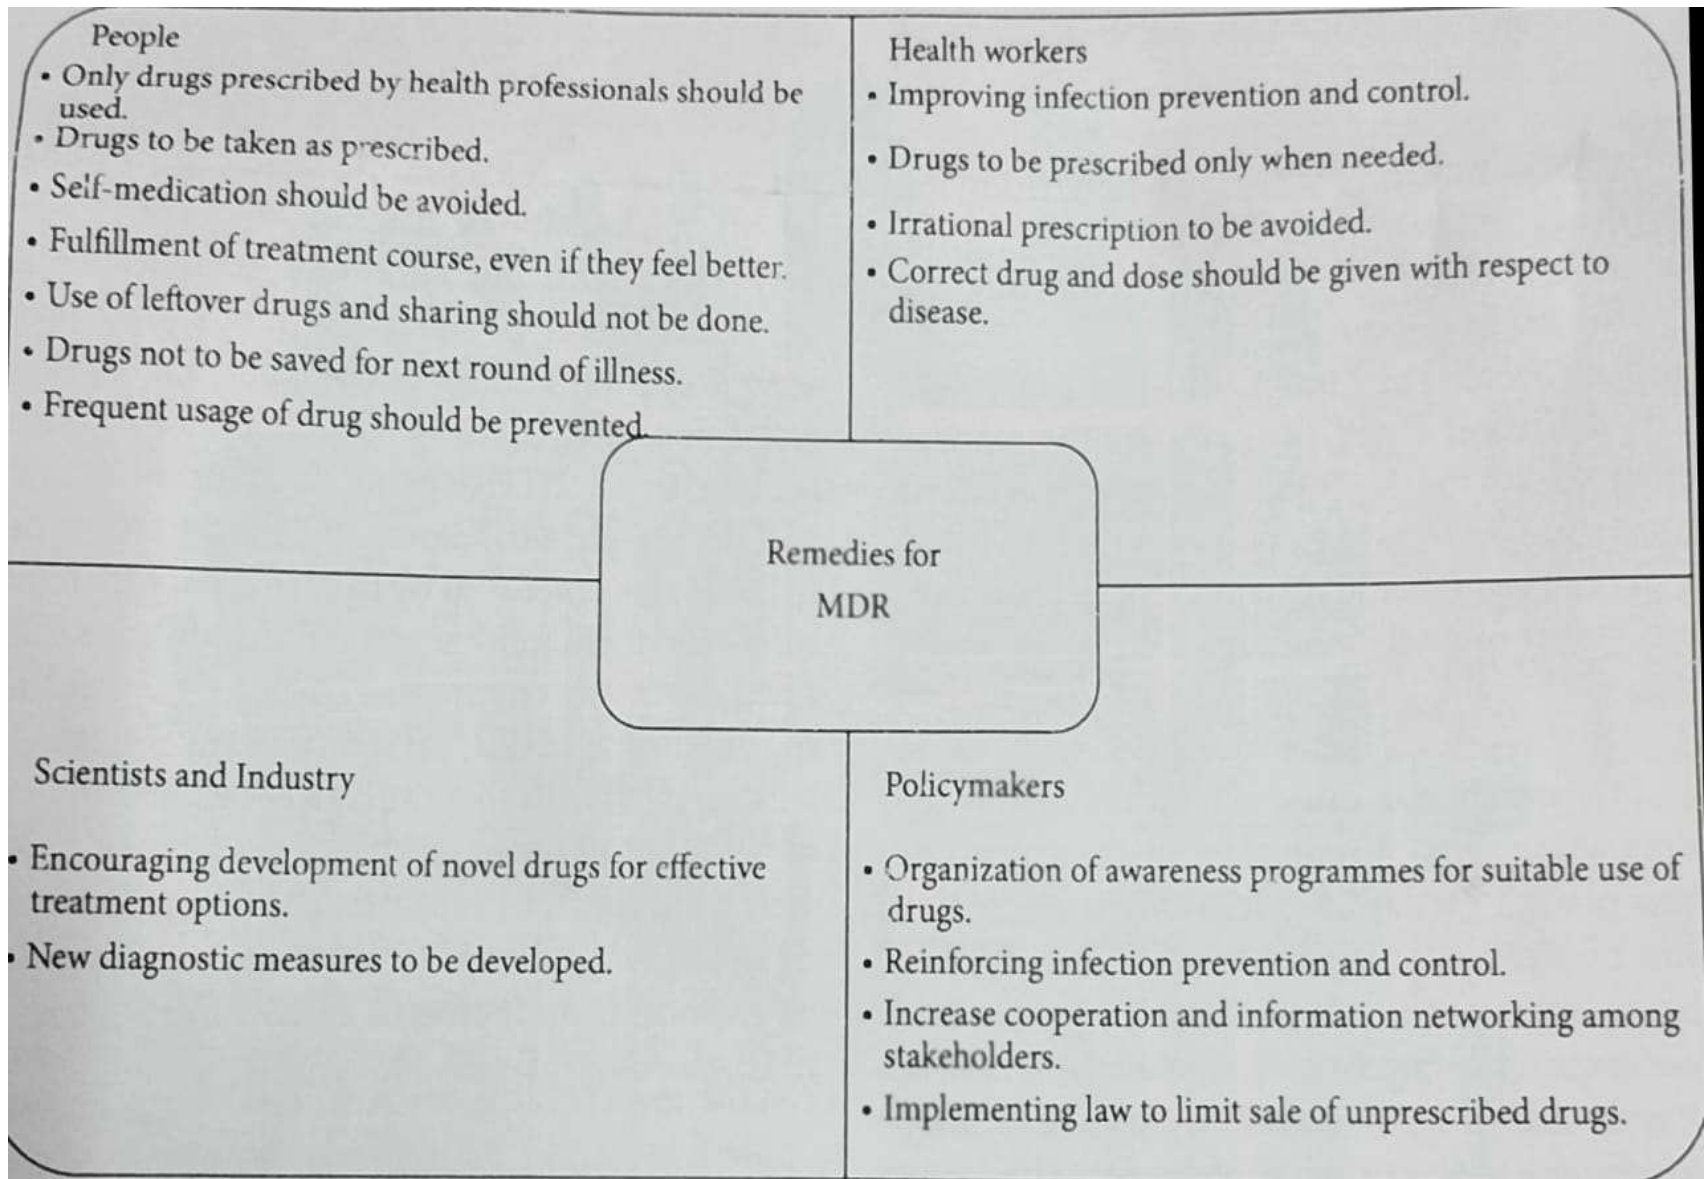 People
• Only drugs prescribed by health professionals should be
used.
• Drugs to be taken as prescribed.
• Self-medication should be avoided.
• Fulfillment of treatment course, even if they feel better.
• Use of leftover drugs and sharing should not be done.
• Drugs not to be saved for next round of illness.
• Frequent usage of drug should be prevented.
Health workers
• Improving infection prevention and control.
• Drugs to be prescribed only when needed.
• Irrational prescription to be avoided.
• Correct drug and dose should be given with respect to
disease.
Remedies for
MDR
Scientists and Industry
• Encouraging development of novel drugs for effective
treatment options.
• New diagnostic measures to be developed.
Policymakers
• Organization of awareness programmes for suitable use of
drugs.
• Reinforcing infection prevention and control.
• Increase cooperation and information networking among
stakeholders.
• Implementing law to limit sale of unprescribed drugs.